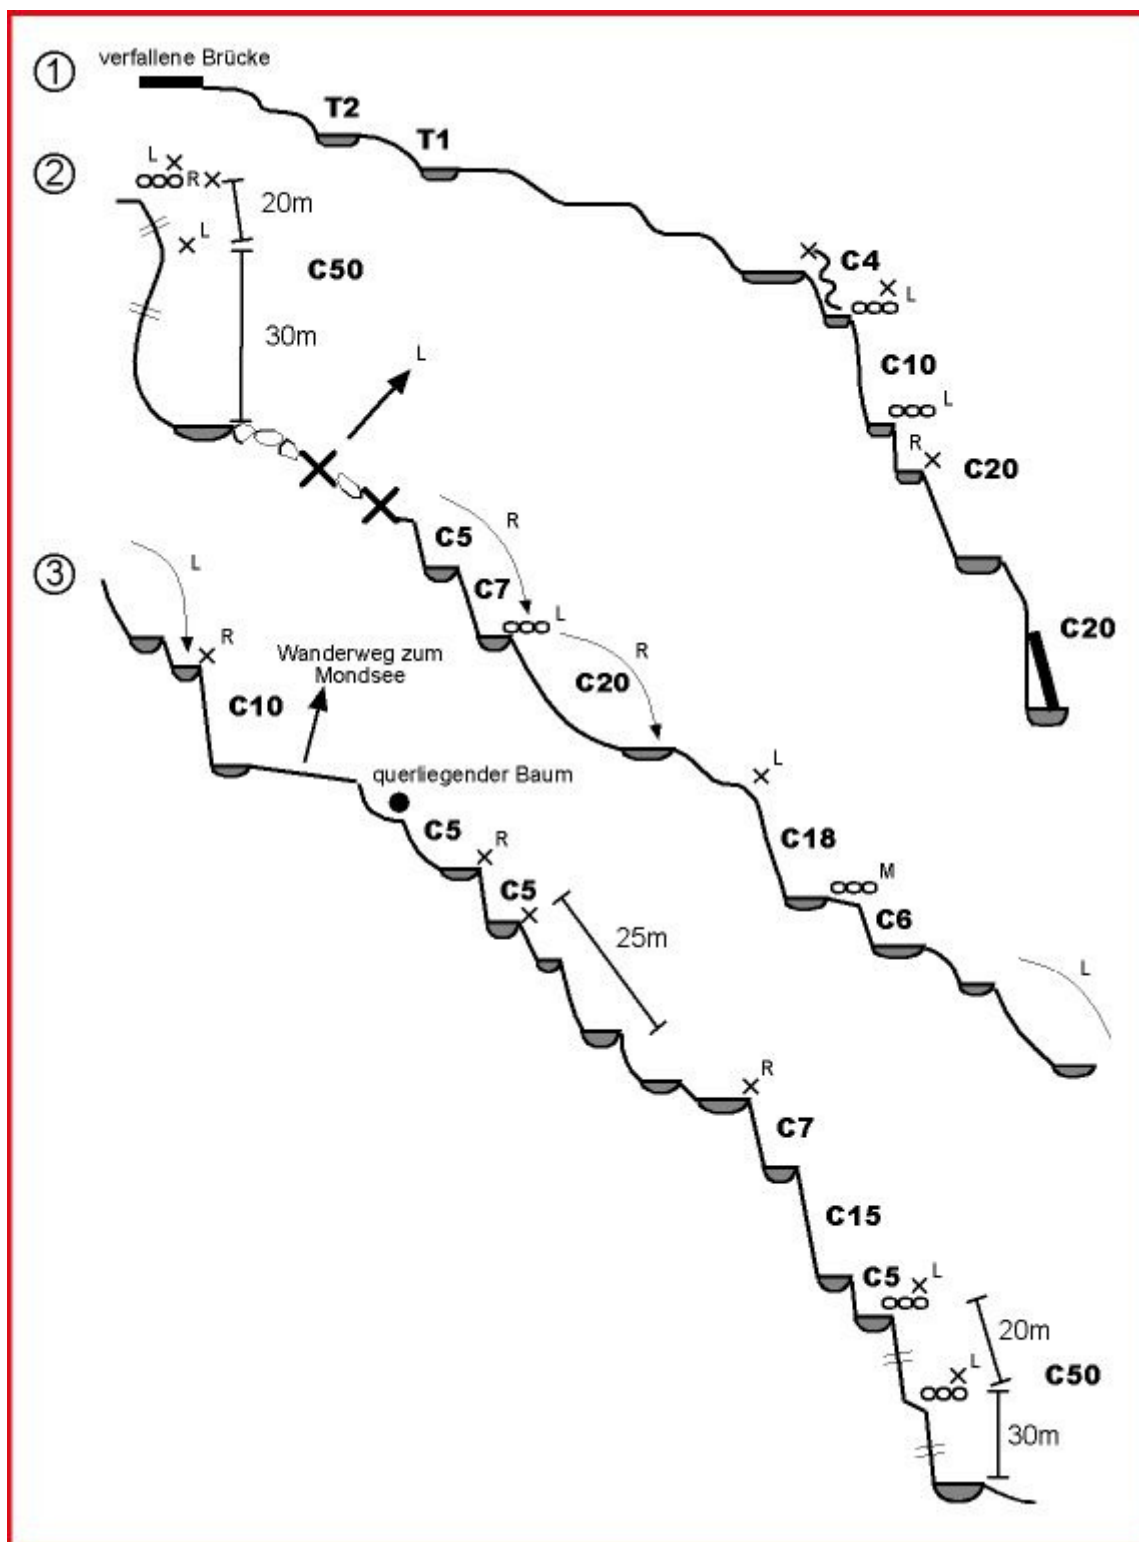 1
verfallene Brücke
T2
T1
C4
L
C10
L
R
C20
C20
2
L
R
20m
L
C50
30m
L
C5
R
C7
L
R
C20
L
C18
M
C6
L
3
L
R
C10
Wanderweg zum
Mondsee
querliegender Baum
C5
R
C5
25m
R
C7
C15
C5
L
20m
L
C50
30m